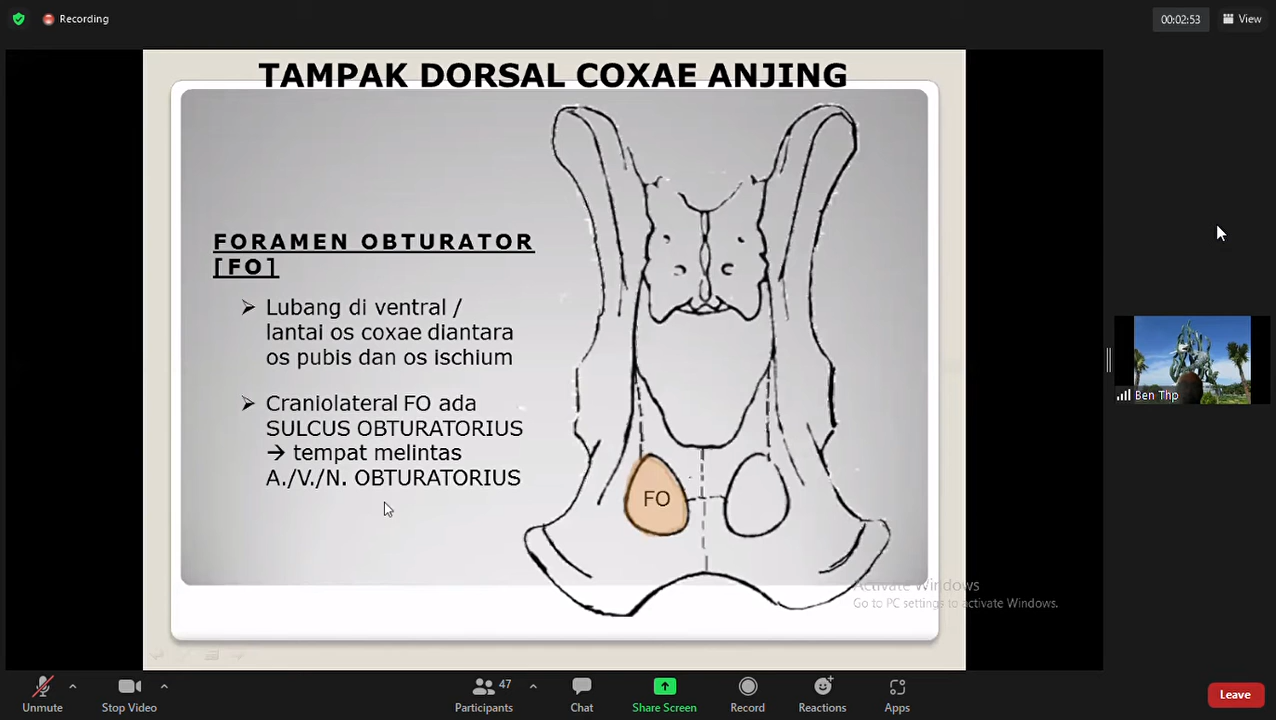 Recording
00:02:53
View
TAMPAK DORSAL COXAE ANJING
FORAMEN OBTURATOR
[FO]
Lubang di ventral /
lantai os coxae diantara
os pubis dan os ischium
Craniolateral FO ada
SULCUS OBTURATORIUS
→ tempat melintas
A./V./N. OBTURATORIUS
FO
Ben Thp
Activate Windows
Go to PC settings to activate Windows.
Unmute
Stop Video
47
Participants
Chat
Share Screen
Record
Reactions
Apps
Leave